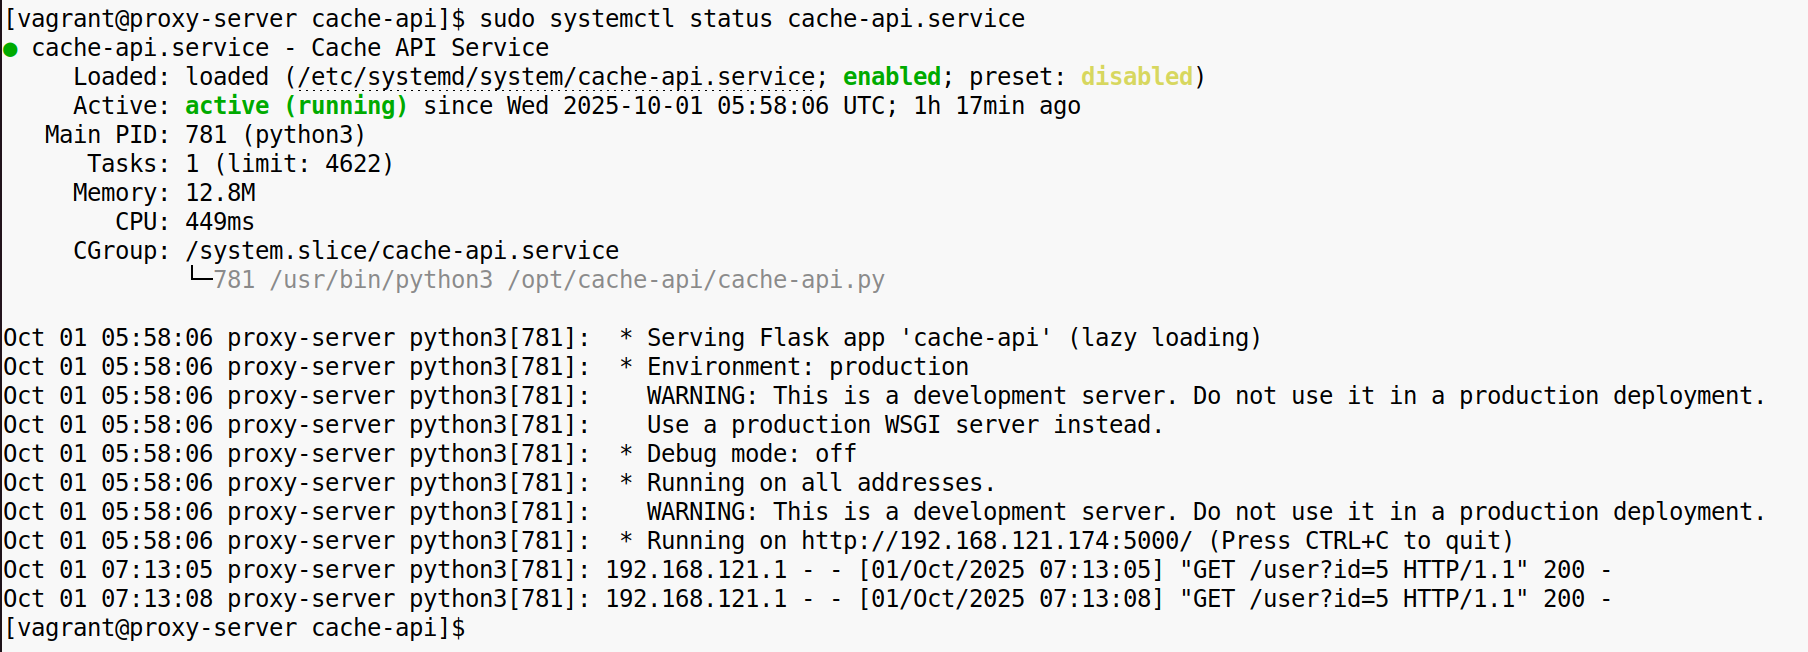 [vagrant@proxy-server cache-api]$ sudo systemctl status cache-api.service
● cache-api.service - Cache API Service
     Loaded: loaded (/etc/systemd/system/cache-api.service; enabled; preset: disabled)
     Active: active (running) since Wed 2025-10-01 05:58:06 UTC; 1h 17min ago
   Main PID: 781 (python3)
      Tasks: 1 (limit: 4622)
     Memory: 12.8M
        CPU: 449ms
     CGroup: /system.slice/cache-api.service
             └─781 /usr/bin/python3 /opt/cache-api/cache-api.py

Oct 01 05:58:06 proxy-server python3[781]:  * Serving Flask app 'cache-api' (lazy loading)
Oct 01 05:58:06 proxy-server python3[781]:  * Environment: production
Oct 01 05:58:06 proxy-server python3[781]:    WARNING: This is a development server. Do not use it in a production deployment.
Oct 01 05:58:06 proxy-server python3[781]:    Use a production WSGI server instead.
Oct 01 05:58:06 proxy-server python3[781]:  * Debug mode: off
Oct 01 05:58:06 proxy-server python3[781]:  * Running on all addresses.
Oct 01 05:58:06 proxy-server python3[781]:    WARNING: This is a development server. Do not use it in a production deployment.
Oct 01 05:58:06 proxy-server python3[781]:  * Running on http://192.168.121.174:5000/ (Press CTRL+C to quit)
Oct 01 07:13:05 proxy-server python3[781]: 192.168.121.1 - - [01/Oct/2025 07:13:05] "GET /user?id=5 HTTP/1.1" 200 -
Oct 01 07:13:08 proxy-server python3[781]: 192.168.121.1 - - [01/Oct/2025 07:13:08] "GET /user?id=5 HTTP/1.1" 200 -
[vagrant@proxy-server cache-api]$